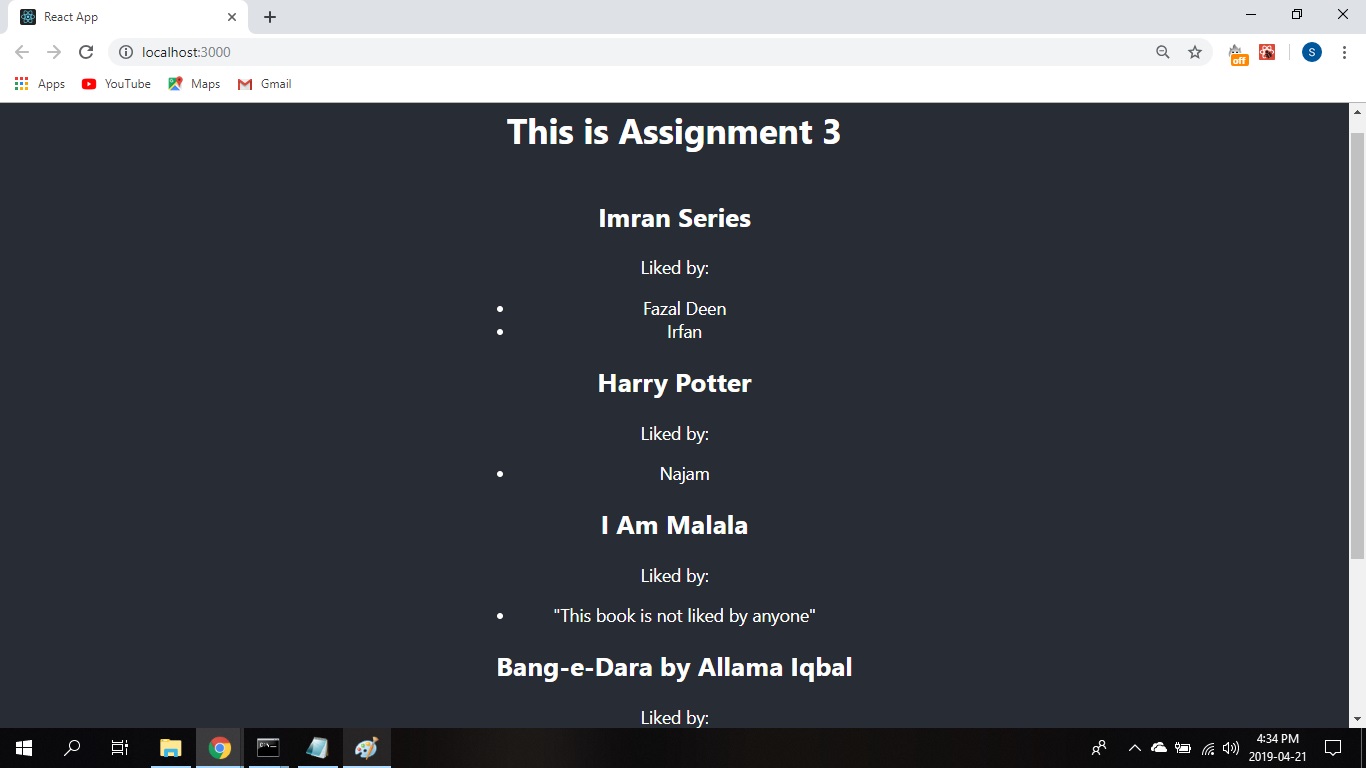 React App
localhost:3000
off
S
Apps
YouTube
Maps
Gmail
This is Assignment 3
Imran Series
Liked by:
Fazal Deen
Irfan
Harry Potter
Liked by:
Najam
I Am Malala
Liked by:
"This book is not liked by anyone"
Bang-e-Dara by Allama Iqbal
Liked by:
4:34 PM
2019-04-21